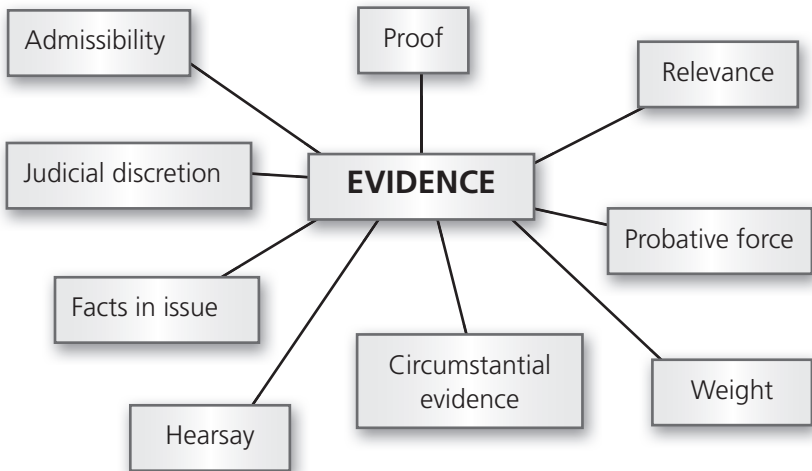 Admissibility
Proof
Relevance
Judicial discretion
EVIDENCE
Probative force
Facts in issue
Circumstantial
evidence
Weight
Hearsay